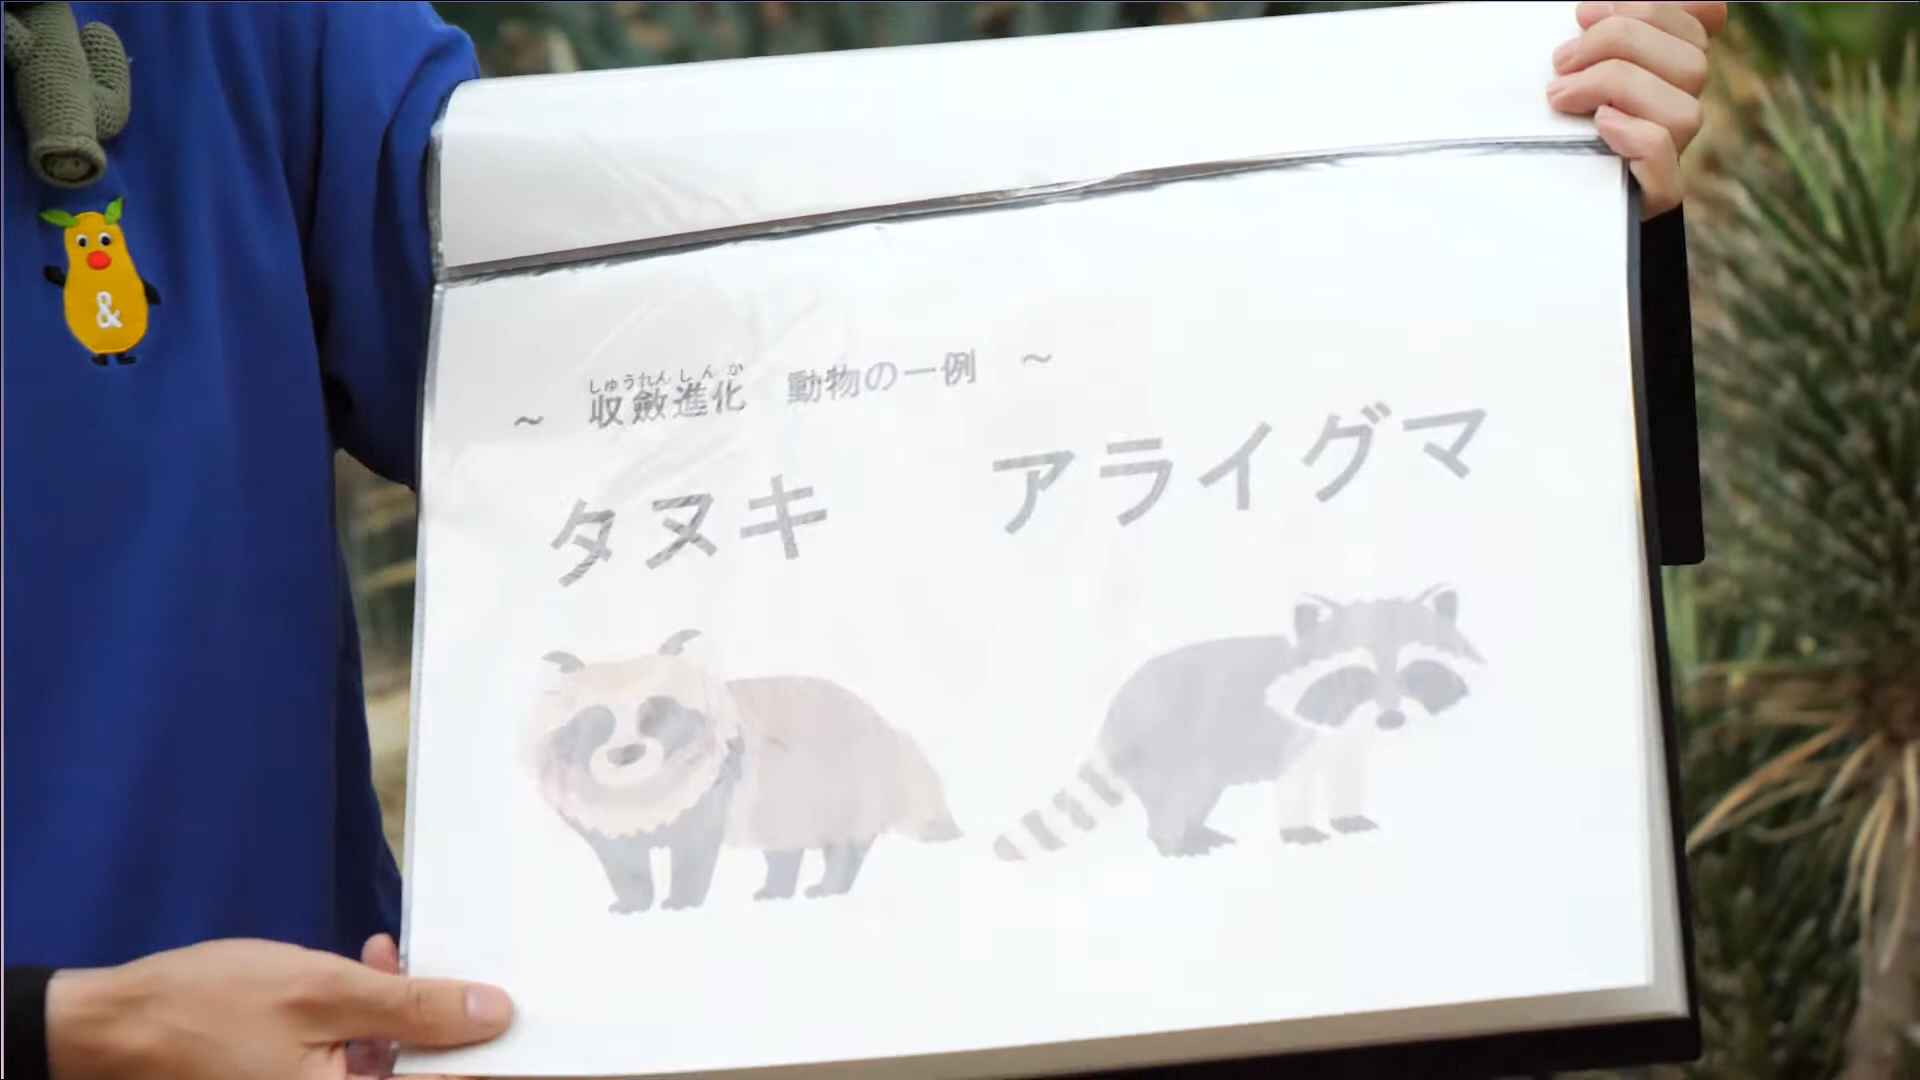 &
しゅうれんしんか
～ 収斂進化 動物の一例 ～
タヌキ アライグマ